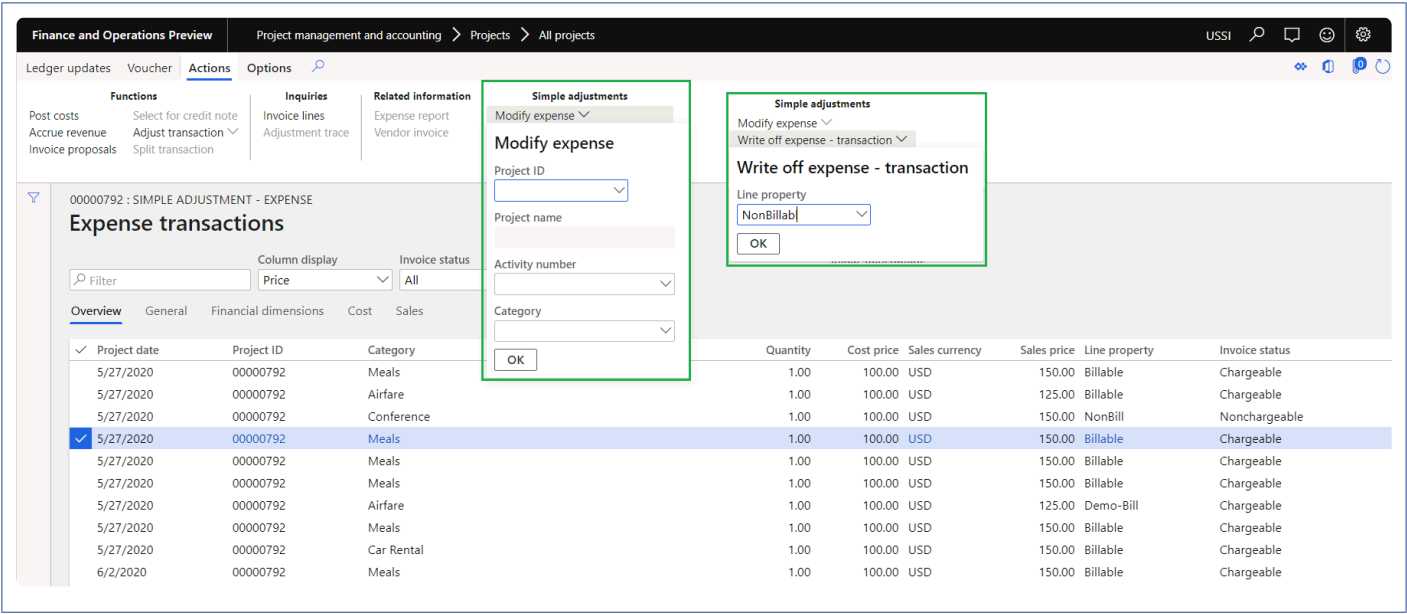 Finance and Operations Preview Project management and accounting Projects All projects USSI
Ledger updates Voucher Actions Options 0
Functions Inquiries Related information
Post costs Select for credit note Invoice lines Expense report
Accrue revenue Adjust transaction Adjustment trace Vendor invoice
Invoice proposals Split transaction
Simple adjustments
Modify expense
Modify expense
Project ID
Project name
Activity number
Category
OK
Simple adjustments
Modify expense
Write off expense - transaction
Write off expense - transaction
Line property
NonBillabl
OK
00000792 : SIMPLE ADJUSTMENT - EXPENSE
Expense transactions
Column display Invoice status
Filter Price All
Overview General Financial dimensions Cost Sales
Project date Project ID Category Quantity Cost price Sales currency Sales price Line property Invoice status
5/27/2020 00000792 Meals 1.00 100.00 USD 150.00 Billable Chargeable
5/27/2020 00000792 Airfare 1.00 100.00 USD 125.00 Billable Chargeable
5/27/2020 00000792 Conference 1.00 100.00 USD 150.00 NonBill Nonchargeable
5/27/2020 00000792 Meals 1.00 100.00 USD 150.00 Billable Chargeable
5/27/2020 00000792 Meals 1.00 100.00 USD 150.00 Billable Chargeable
5/27/2020 00000792 Meals 1.00 100.00 USD 150.00 Billable Chargeable
5/27/2020 00000792 Airfare 1.00 100.00 USD 125.00 Demo-Bill Chargeable
5/27/2020 00000792 Meals 1.00 100.00 USD 150.00 Billable Chargeable
5/27/2020 00000792 Car Rental 1.00 100.00 USD 150.00 Billable Chargeable
6/2/2020 00000792 Meals 1.00 100.00 USD 150.00 Billable Chargeable